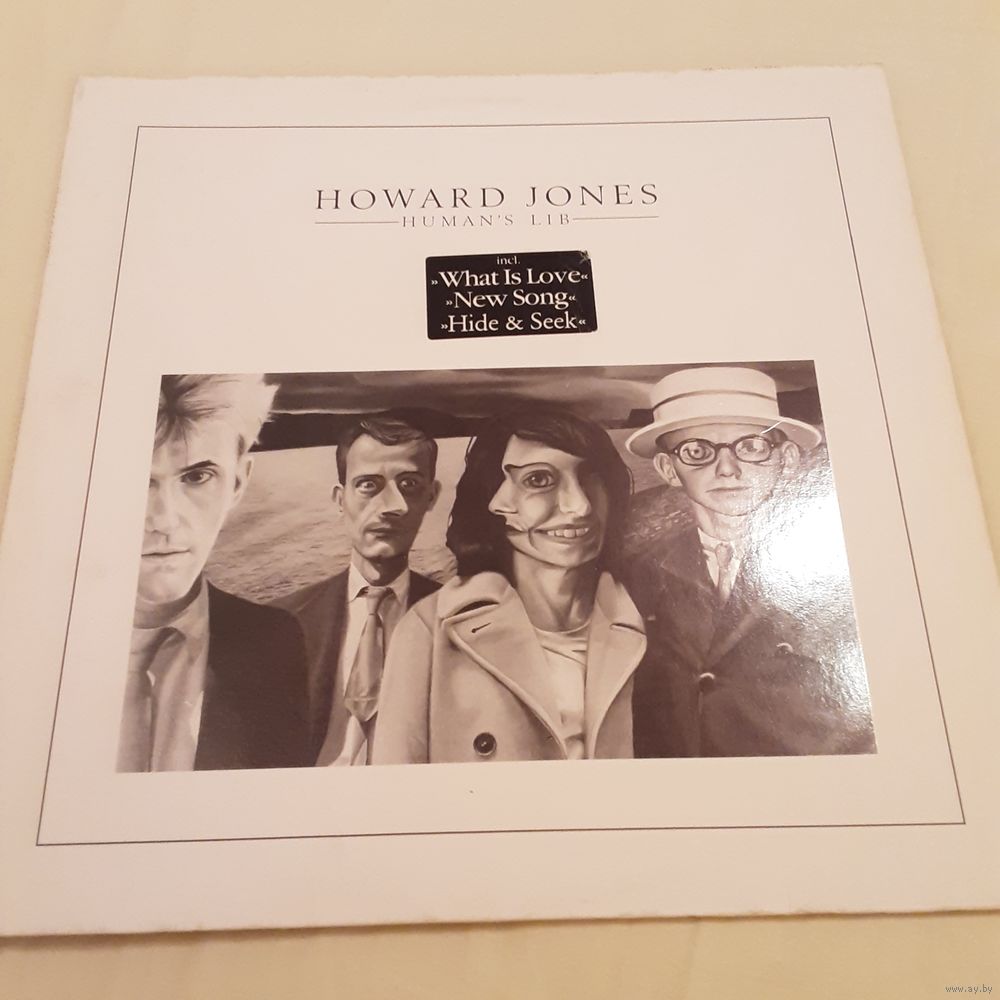 HOWARD JONES
HUMAN'S LIB
incl.
»What Is Love«
»New Song«
»Hide & Seek«
www.ay.by